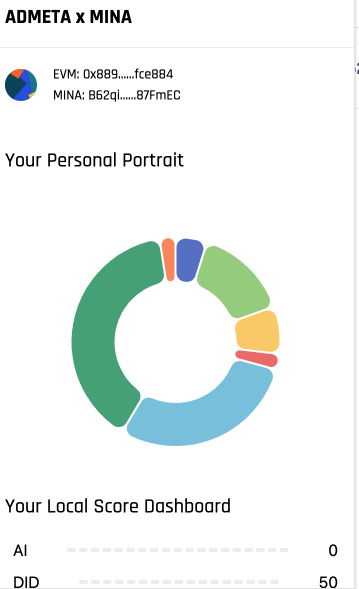 ADMETA x MINA
EVM: 0x889......fce884
MINA: B62qi......87FmEC
Your Personal Portrait
Your Local Score Dashboard
AI 0
DID 50